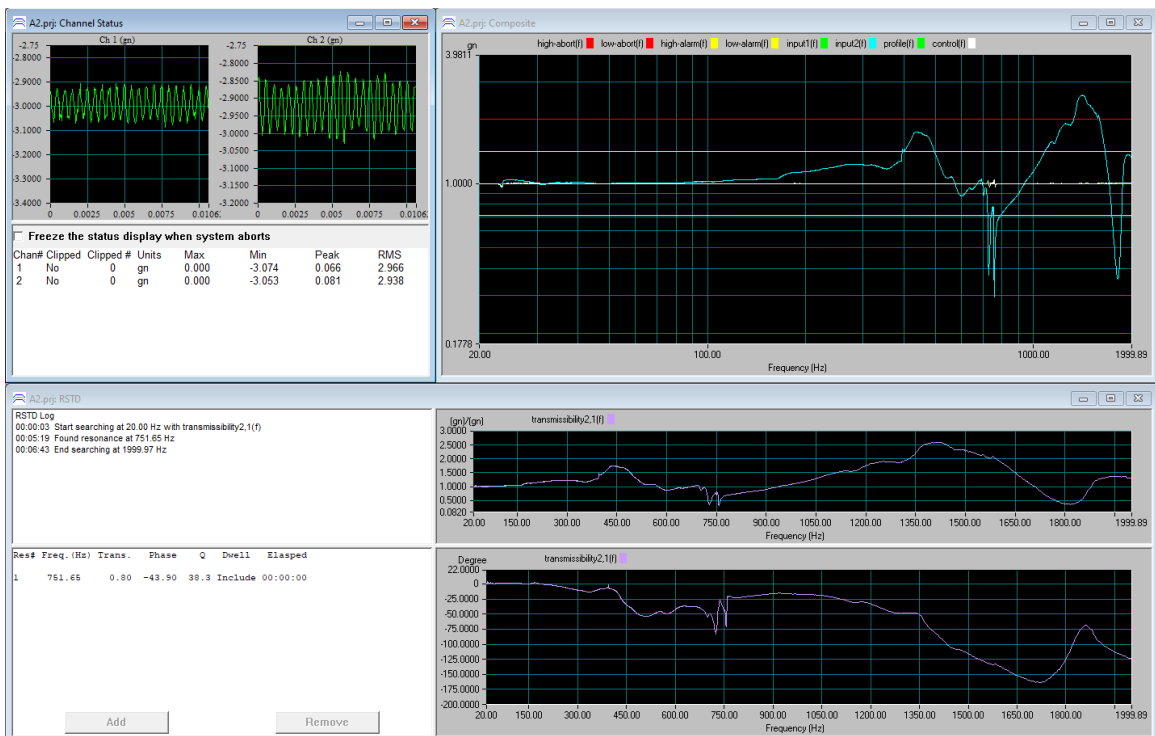 A2.prj: Channel Status
Ch 1 (gn)
-2.75
-2.8000
-2.9000
-3.0000
-3.1000
-3.2000
-3.3000
-3.4000
0 0.0025 0.005 0.0075 0.0106
Ch 2 (gn)
-2.75
-2.8000
-2.8500
-2.9000
-2.9500
-3.0000
-3.0500
-3.1000
-3.1500
-3.2000
0 0.0025 0.005 0.0075 0.0106
Freeze the status display when system aborts
Chan# Clipped Clipped # Units Max Min Peak RMS
1 No 0 gn 0.000 -3.074 0.066 2.966
2 No 0 gn 0.000 -3.053 0.081 2.938
A2.prj: Composite
gn high-abort(f) low-abort(f) high-alarm(f) low-alarm(f) input1(f) input2(f) profile(f) control(f)
3.9811
1.0000
0.1778
20.00 100.00 1000.00 1999.89
Frequency (Hz)
A2.prj: RSTD
RSTD Log
00:00:03 Start searching at 20.00 Hz with transmissibility2,1(f)
00:05:19 Found resonance at 751.65 Hz
00:06:43 End searching at 1999.97 Hz
(gn)/(gn) transmissibility2,1(f)
3.0000
2.5000
2.0000
1.5000
1.0000
0.5000
0.0820
20.00 150.00 300.00 450.00 600.00 750.00 900.00 1050.00 1200.00 1350.00 1500.00 1650.00 1800.00 1999.89
Frequency (Hz)
Res# Freq.(Hz) Trans. Phase Q Dwell Elasped
1 751.65 0.80 -43.90 38.3 Include 00:00:00
Add Remove
Degree transmissibility2,1(f)
22.0000
0
-25.0000
-50.0000
-75.0000
-100.0000
-125.0000
-150.0000
-175.0000
-200.0000
20.00 150.00 300.00 450.00 600.00 750.00 900.00 1050.00 1200.00 1350.00 1500.00 1650.00 1800.00 1999.89
Frequency (Hz)